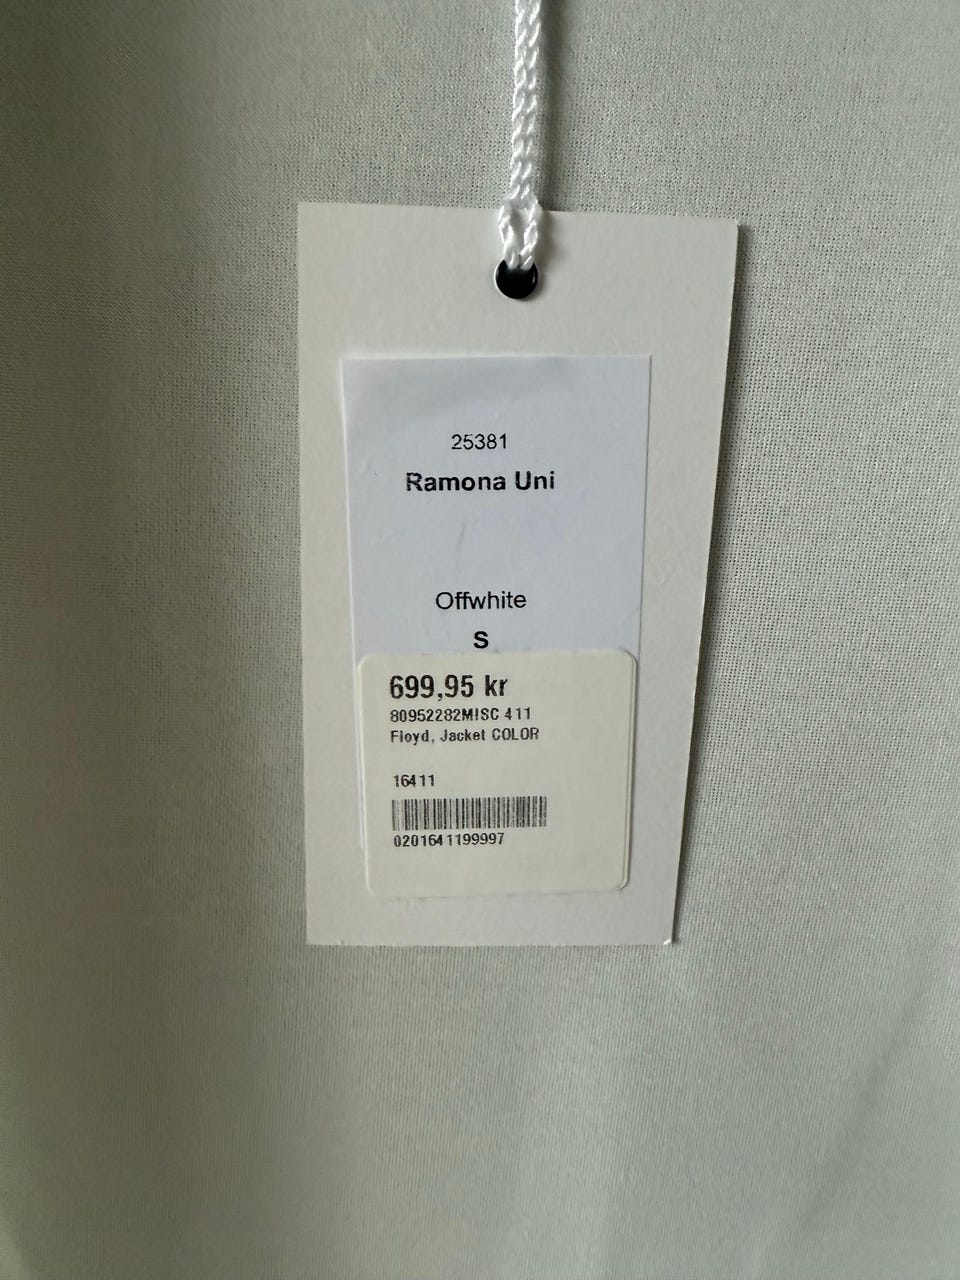 25381
Ramona Uni
Offwhite
S
699,95 kr
80952282MISC 411
Floyd, Jacket COLOR
16411
0201641199997